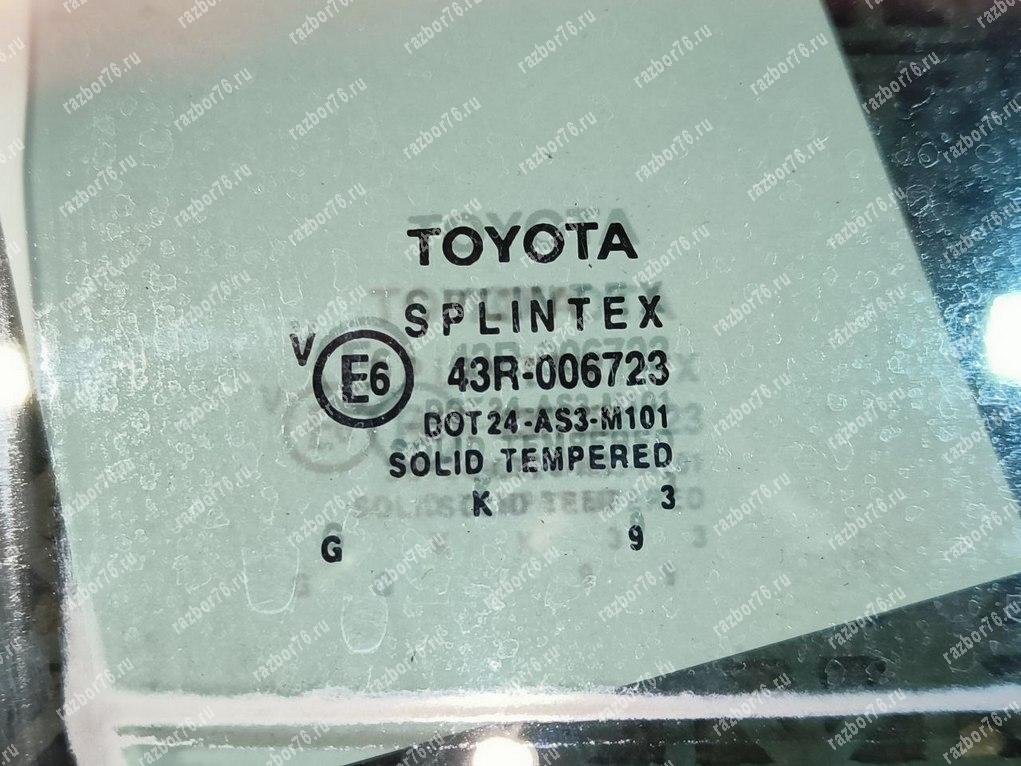 TOYOTA
SPLINTEX
V E6 43R-006723
DOT 24-AS3-M101
SOLID TEMPERED
K 3
G 9
razbor76.ru